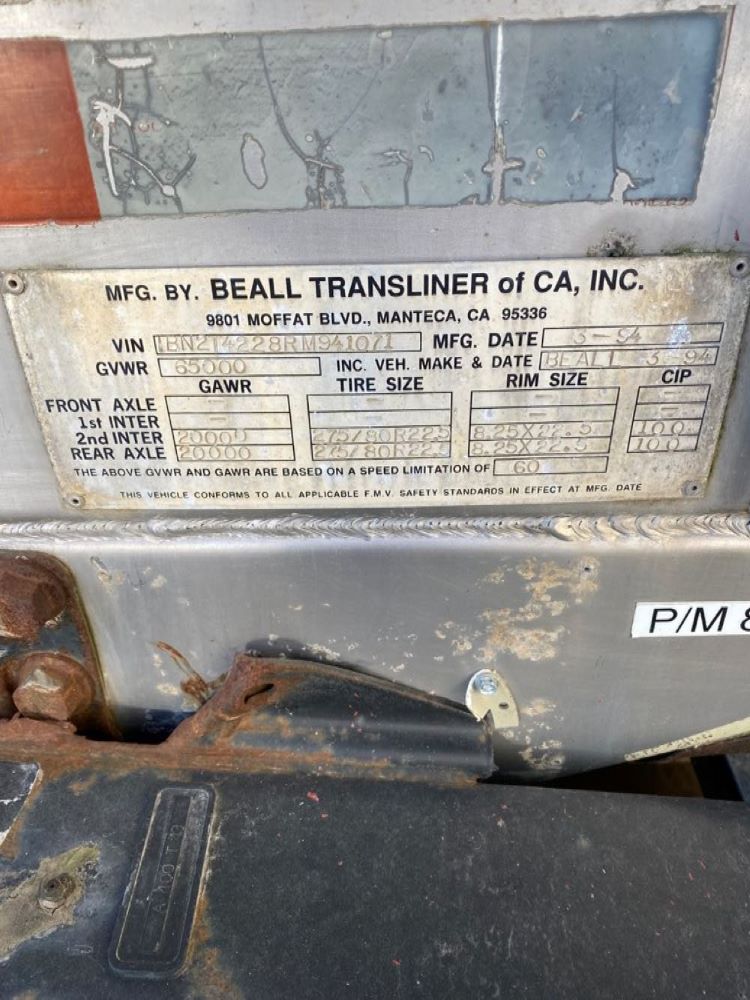 MFG. BY. BEALL TRANSLINER of CA, INC.
9801 MOFFAT BLVD., MANTECA, CA 95336
VIN 1BN2T4228RM941071 MFG. DATE 3-94
GVWR 65000 INC. VEH. MAKE & DATE BEALL 3-94
GAWR TIRE SIZE RIM SIZE CIP
FRONT AXLE - - - -
1st INTER - - - -
2nd INTER 20000 275/80R22.5 8.25X22.5 100
REAR AXLE 20000 275/80R22.5 8.25X22.5 100
THE ABOVE GVWR AND GAWR ARE BASED ON A SPEED LIMITATION OF 60
THIS VEHICLE CONFORMS TO ALL APPLICABLE F.M.V. SAFETY STANDARDS IN EFFECT AT MFG. DATE
P/M 8